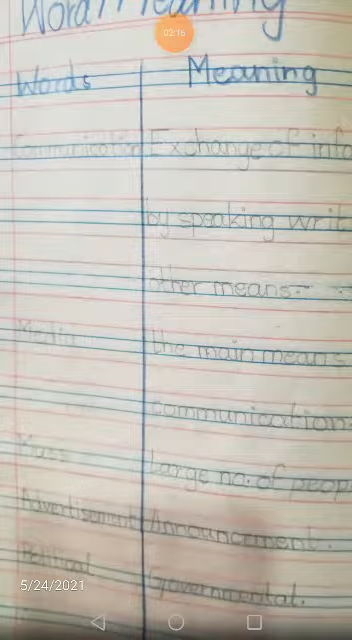 Word Meaning
03:16
Words Meaning
Communication Exchange of info
by speaking writ
other means.
Media the main means
communication.
Mass Large no. of peop
Advertisement Announcement.
Political Governmental.
5/24/2021